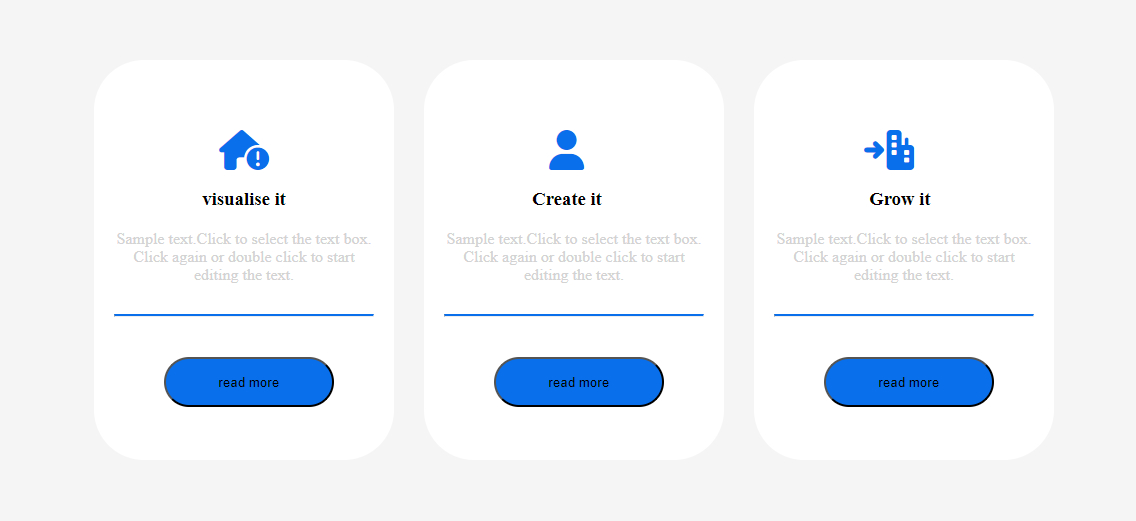 visualise it
Sample text.Click to select the text box.
Click again or double click to start
editing the text.
read more
Create it
Sample text.Click to select the text box.
Click again or double click to start
editing the text.
read more
Grow it
Sample text.Click to select the text box.
Click again or double click to start
editing the text.
read more